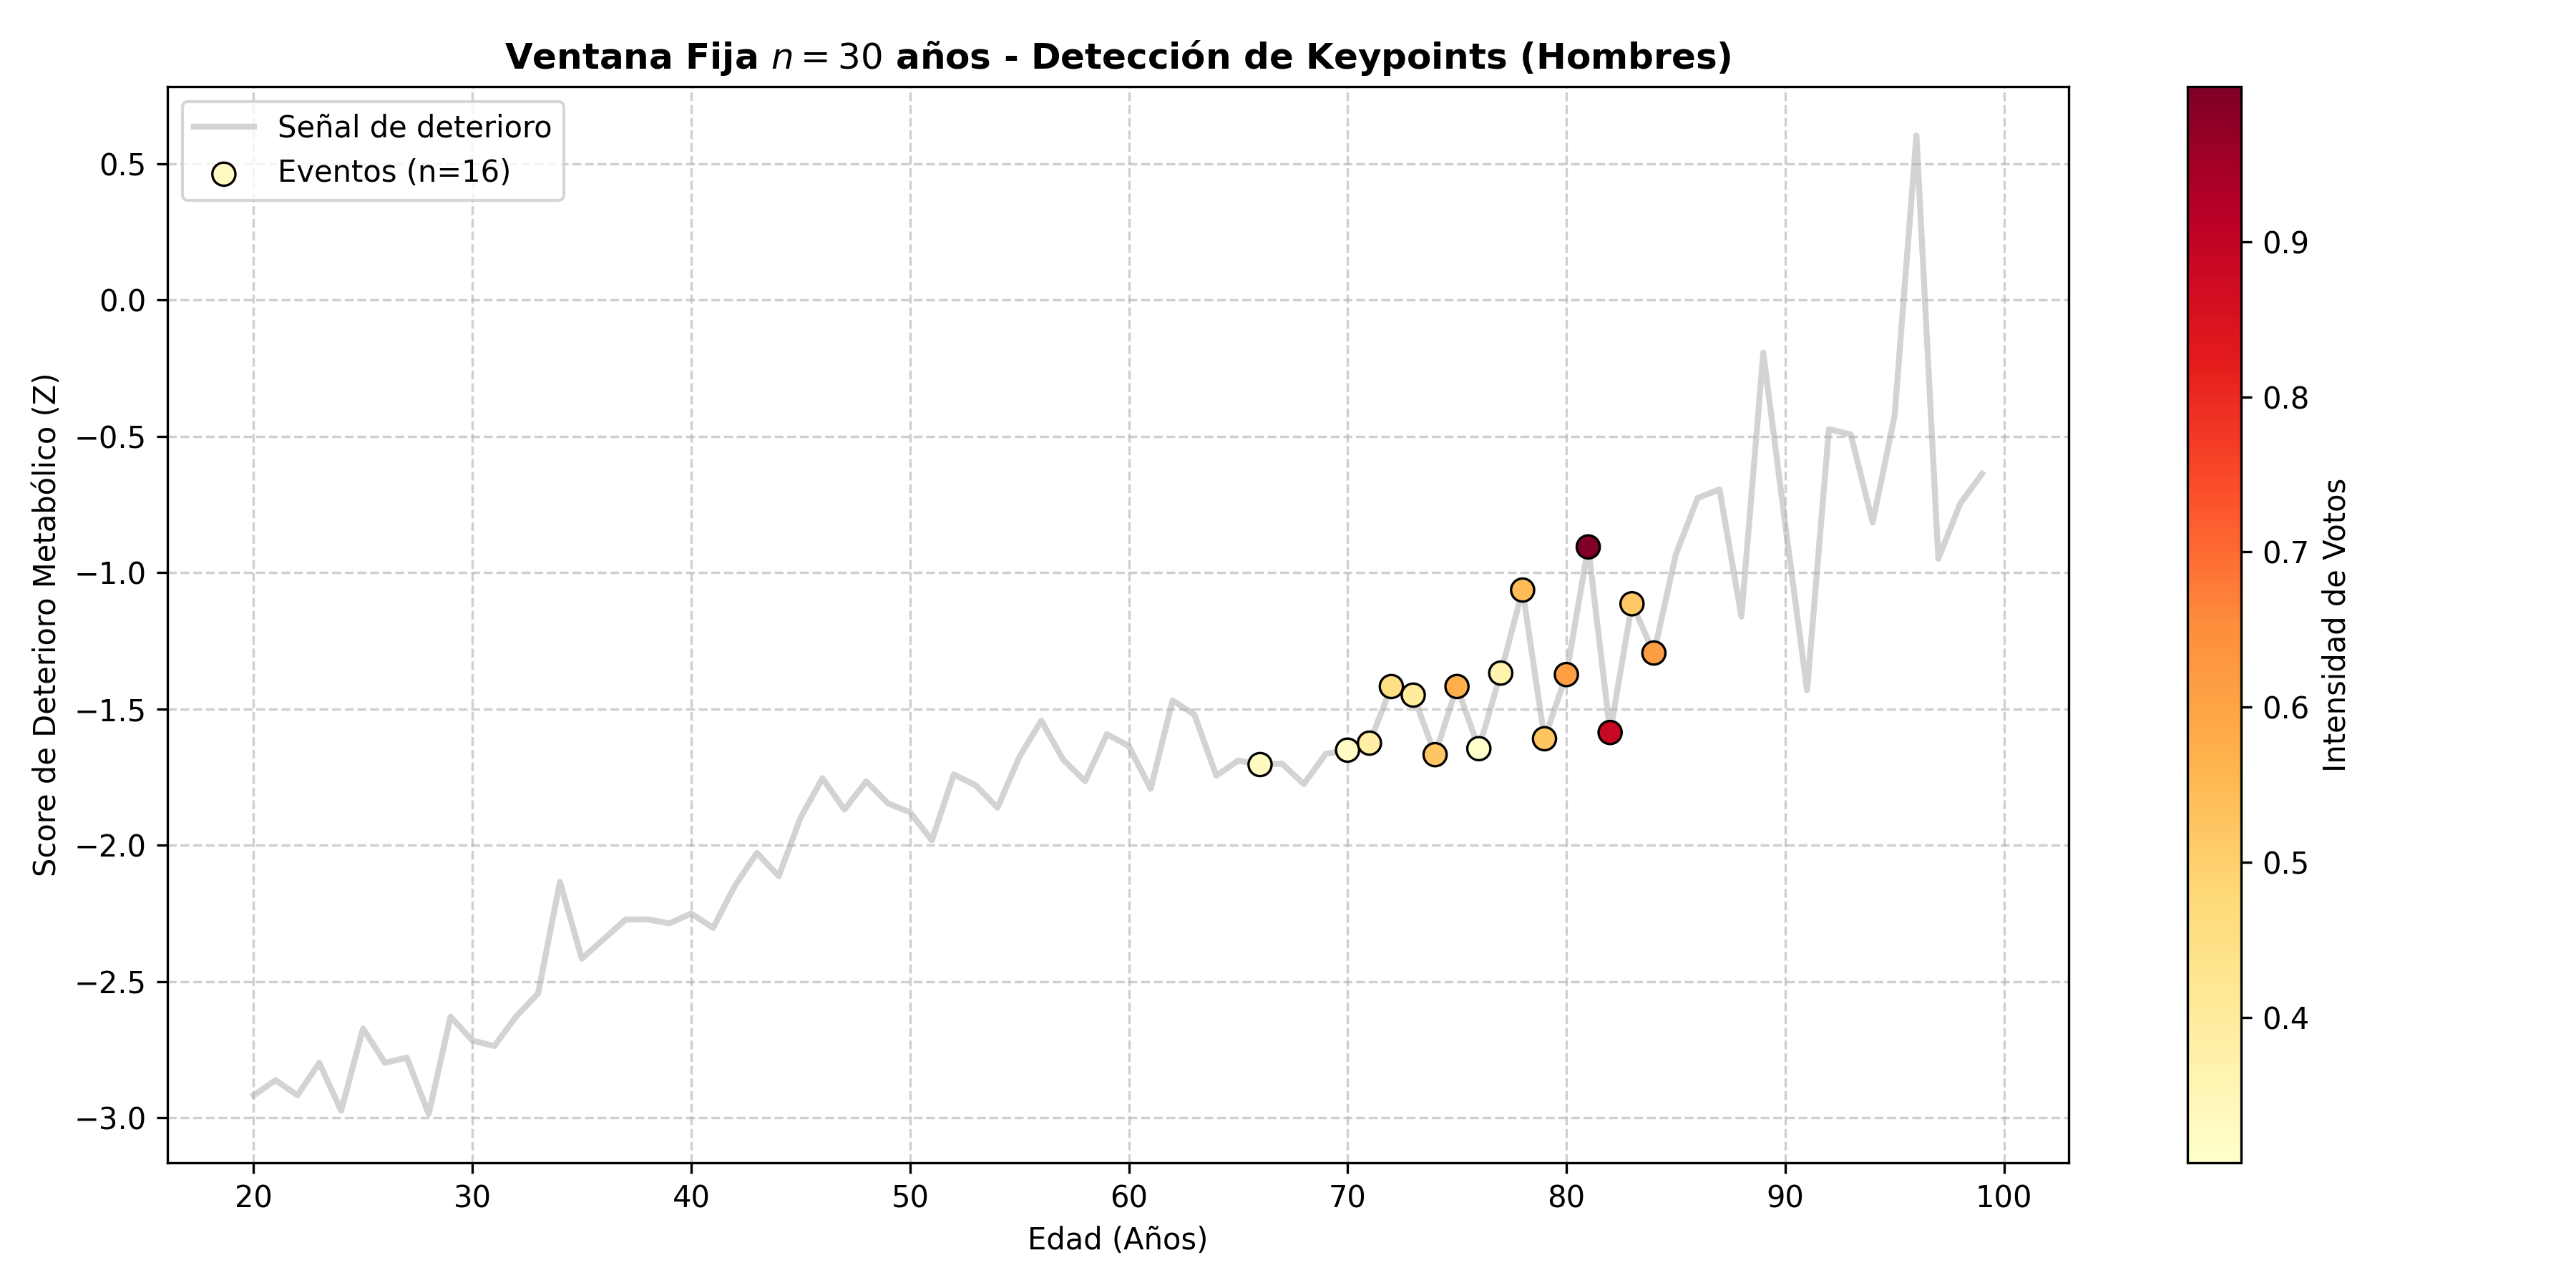 Ventana Fija n = 30 años - Detección de Keypoints (Hombres)
Señal de deterioro
Eventos (n=16)
Score de Deterioro Metabólico (Z)
0.5
0.0
−0.5
−1.0
−1.5
−2.0
−2.5
−3.0
20 30 40 50 60 70 80 90 100
Edad (Años)
0.9
0.8
0.7
0.6
0.5
0.4
Intensidad de Votos